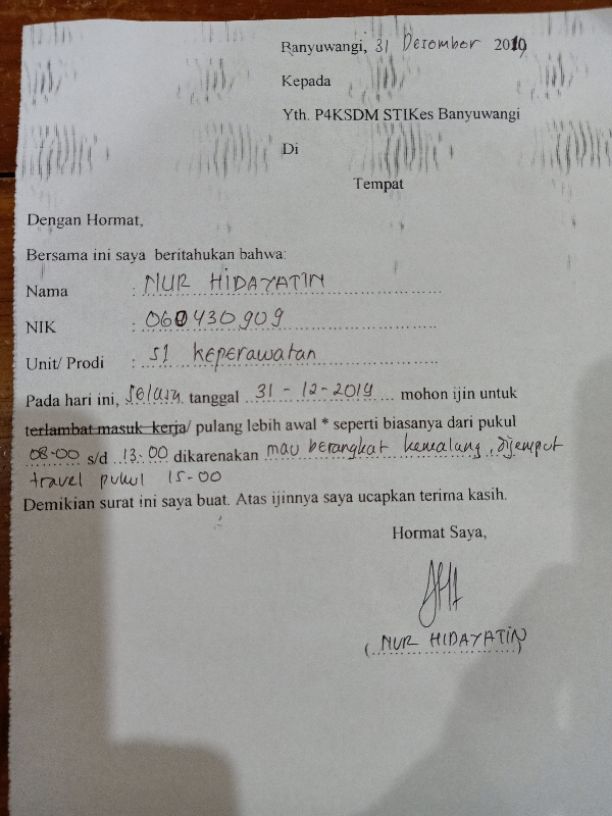 Banyuwangi, 31 Desember 2019
Kepada
Yth. P4KSDM STIKes Banyuwangi
Di
Tempat
Dengan Hormat,
Bersama ini saya beritahukan bahwa:
Nama : NUR HIDAYATIN
NIK : 060430909
Unit/ Prodi : S1 keperawatan
Pada hari ini, Selasa tanggal 31 - 12 - 2019 mohon ijin untuk
terlambat masuk kerja/ pulang lebih awal * seperti biasanya dari pukul
08.00 s/d 13.00 dikarenakan mau berangkat kemalang, dijemput
travel pukul 15-00
Demikian surat ini saya buat. Atas ijinnya saya ucapkan terima kasih.
Hormat Saya,
(NUR HIDAYATIN)